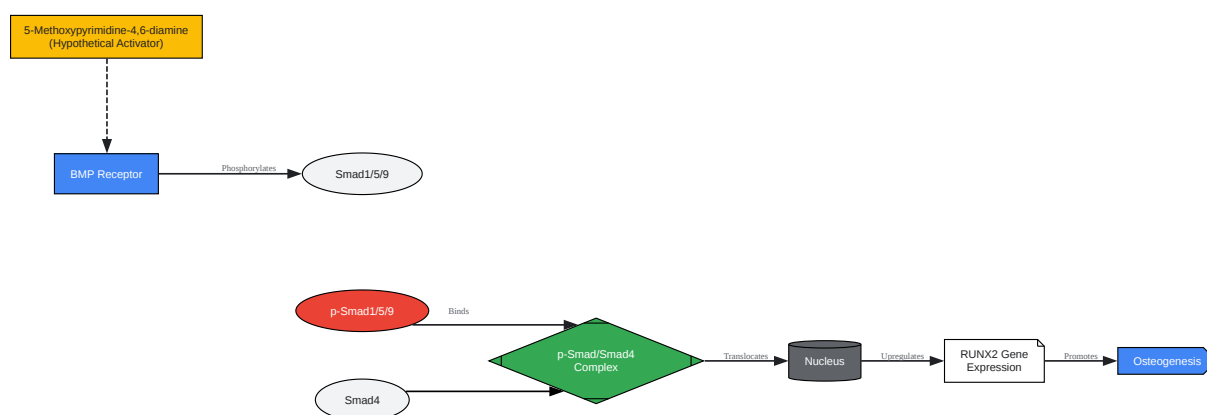 5-Methoxypyrimidine-4,6-diamine
(Hypothetical Activator)
BMP Receptor
Phosphorylates
Smad1/5/9
p-Smad1/5/9
Binds
p-Smad/Smad4
Complex
Translocates
Nucleus
Upregulates
RUNX2 Gene
Expression
Promotes
Osteogenesis
Smad4